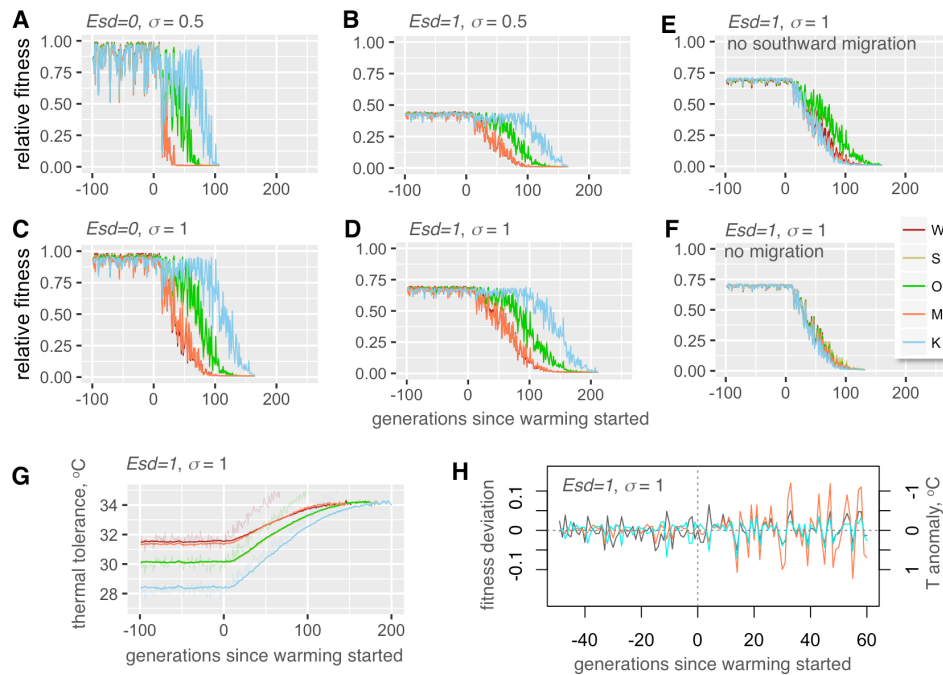 A
Esd=0, σ = 0.5
B
Esd=1, σ = 0.5
E
Esd=1, σ = 1
no southward migration
relative fitness
1.00
0.75
0.50
0.25
0.00
-100
0
100
200
1.00
0.75
0.50
0.25
0.00
-100
0
100
200
1.00
0.75
0.50
0.25
0.00
-100
0
100
200
C
Esd=0, σ = 1
D
Esd=1, σ = 1
F
Esd=1, σ = 1
no migration
relative fitness
1.00
0.75
0.50
0.25
0.00
-100
0
100
200
1.00
0.75
0.50
0.25
0.00
-100
0
100
200
1.00
0.75
0.50
0.25
0.00
-100
0
100
200
W
S
O
M
K
generations since warming started
G
Esd=1, σ = 1
thermal tolerance, °C
34
32
30
28
-100
0
100
200
generations since warming started
H
Esd=1, σ = 1
fitness deviation
0.1
0
-0.1
T anomaly, °C
-1
0
1
-40
-20
0
20
40
60
generations since warming started